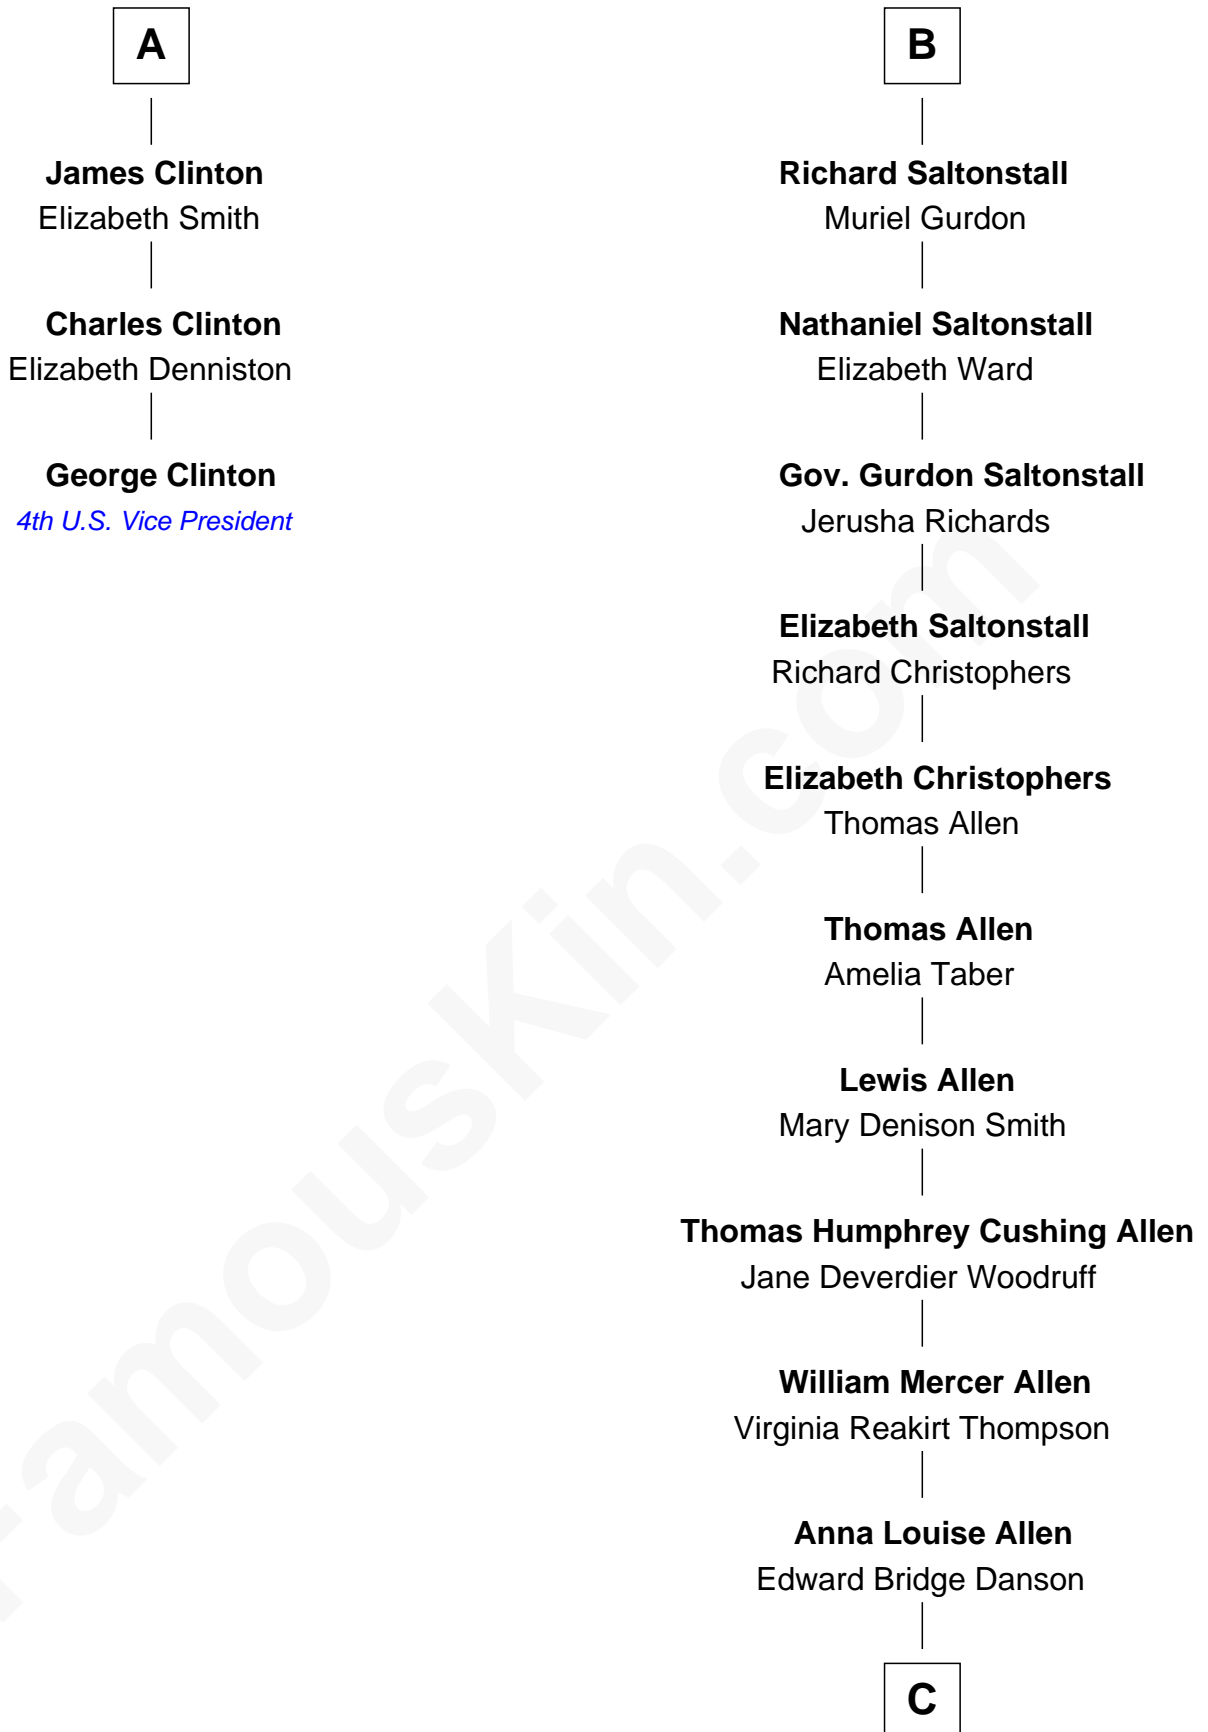 A
James Clinton
Elizabeth Smith
Charles Clinton
Elizabeth Denniston
George Clinton
4th U.S. Vice President
B
Richard Saltonstall
Muriel Gurdon
Nathaniel Saltonstall
Elizabeth Ward
Gov. Gurdon Saltonstall
Jerusha Richards
Elizabeth Saltonstall
Richard Christophers
Elizabeth Christophers
Thomas Allen
Thomas Allen
Amelia Taber
Lewis Allen
Mary Denison Smith
Thomas Humphrey Cushing Allen
Jane Deverdier Woodruff
William Mercer Allen
Virginia Reakirt Thompson
Anna Louise Allen
Edward Bridge Danson
C
FamousKin.com